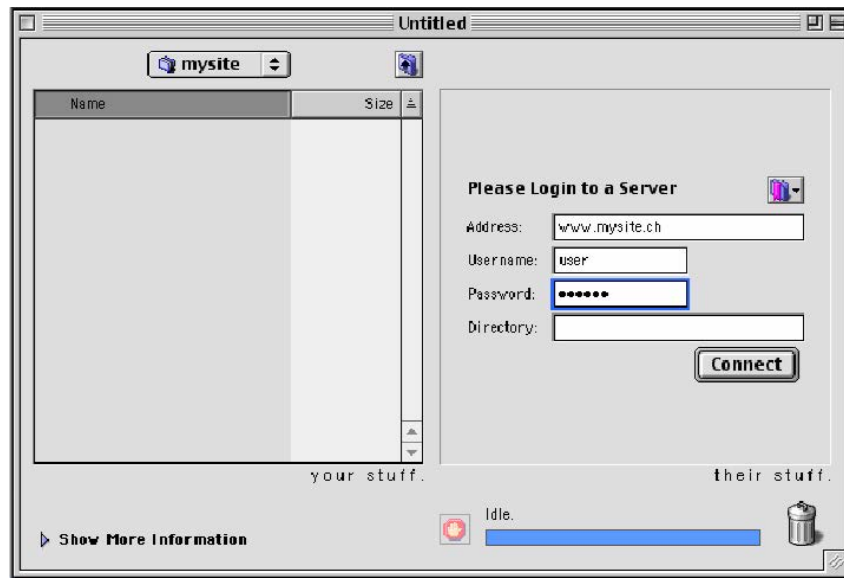 Untitled
mysite
Name Size
Please Login to a Server
Address: www.mysite.ch
Username: user
Password: ••••••
Directory:
Connect
your stuff.
their stuff.
Idle.
Show More Information